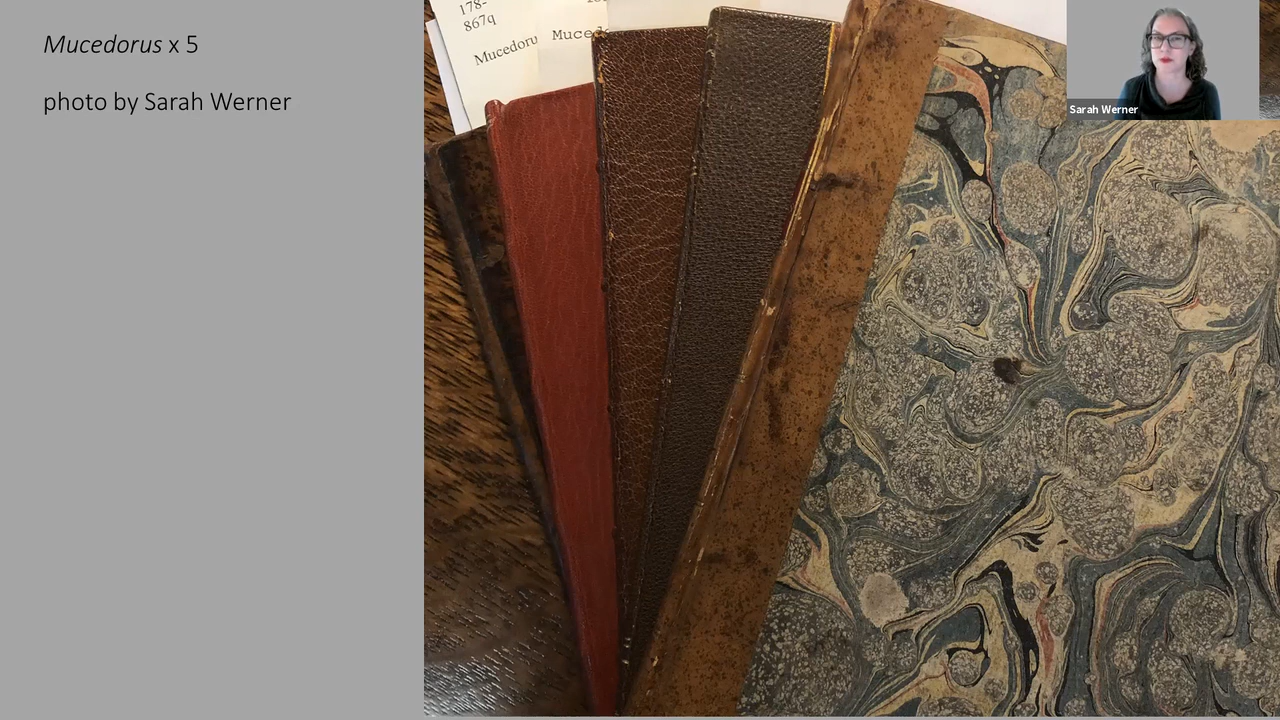 Mucedorus x 5
photo by Sarah Werner
178-
867q
Mucedoru
Muced
Sarah Werner